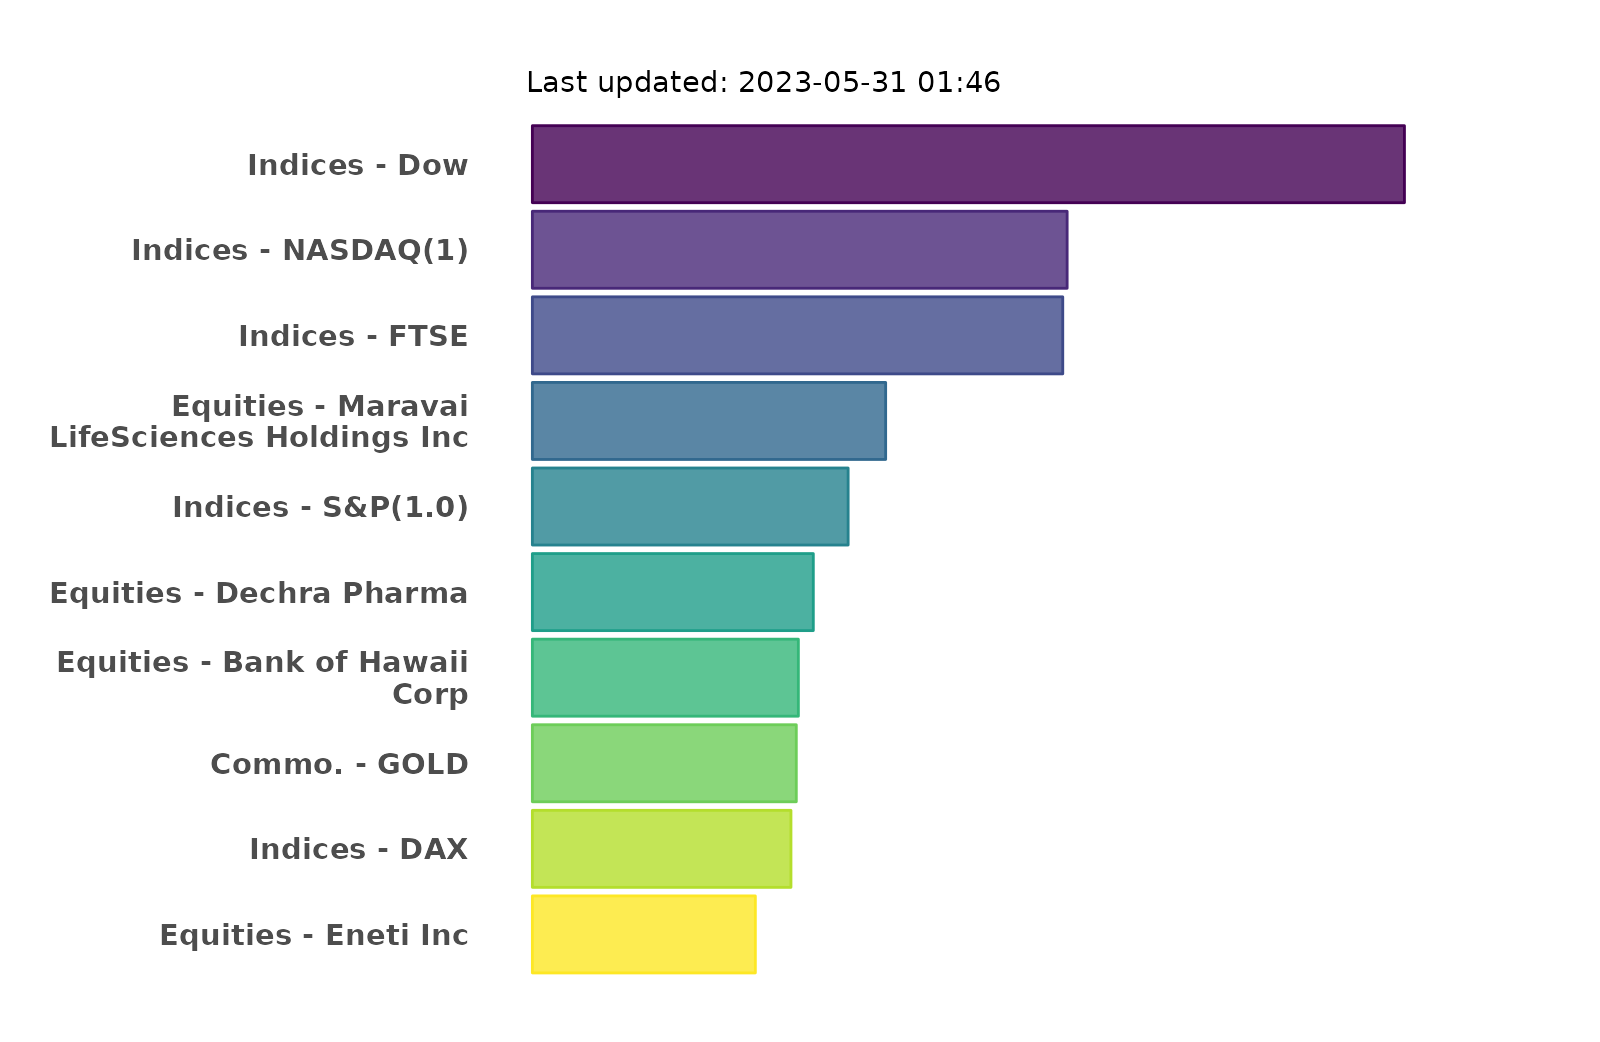 Last updated: 2023-05-31 01:46
Indices - Dow
Indices - NASDAQ(1)
Indices - FTSE
Equities - Maravai
LifeSciences Holdings Inc
Indices - S&P(1.0)
Equities - Dechra Pharma
Equities - Bank of Hawaii
Corp
Commo. - GOLD
Indices - DAX
Equities - Eneti Inc